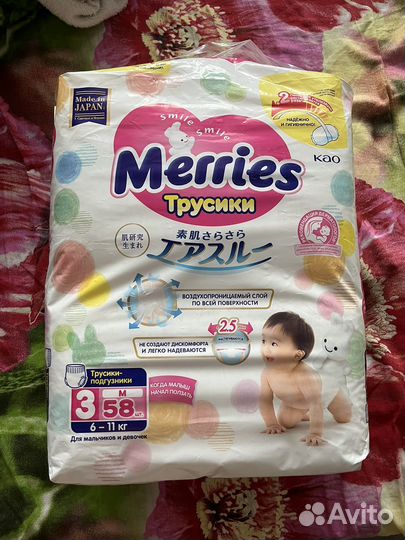 Made in
JAPAN
Smile Smile
Merries
Трусики
2
НАДЁЖНО
И ГИГИЕНИЧНО!
Kao
肌研究
生まれ
素肌さらさら
エアスルー
ВОЗДУХОПРОНИЦАЕМЫЙ СЛОЙ
ПО ВСЕЙ ПОВЕРХНОСТИ
2.5
НЕ СОЗДАЮТ ДИСКОМФОРТА
И ЛЕГКО НАДЕВАЮТСЯ
Трусики-
подгузники
3
M
58
6 – 11 кг
КОГДА МАЛЫШ
НАЧАЛ ПОЛЗАТЬ
Для мальчиков и девочек
Avito